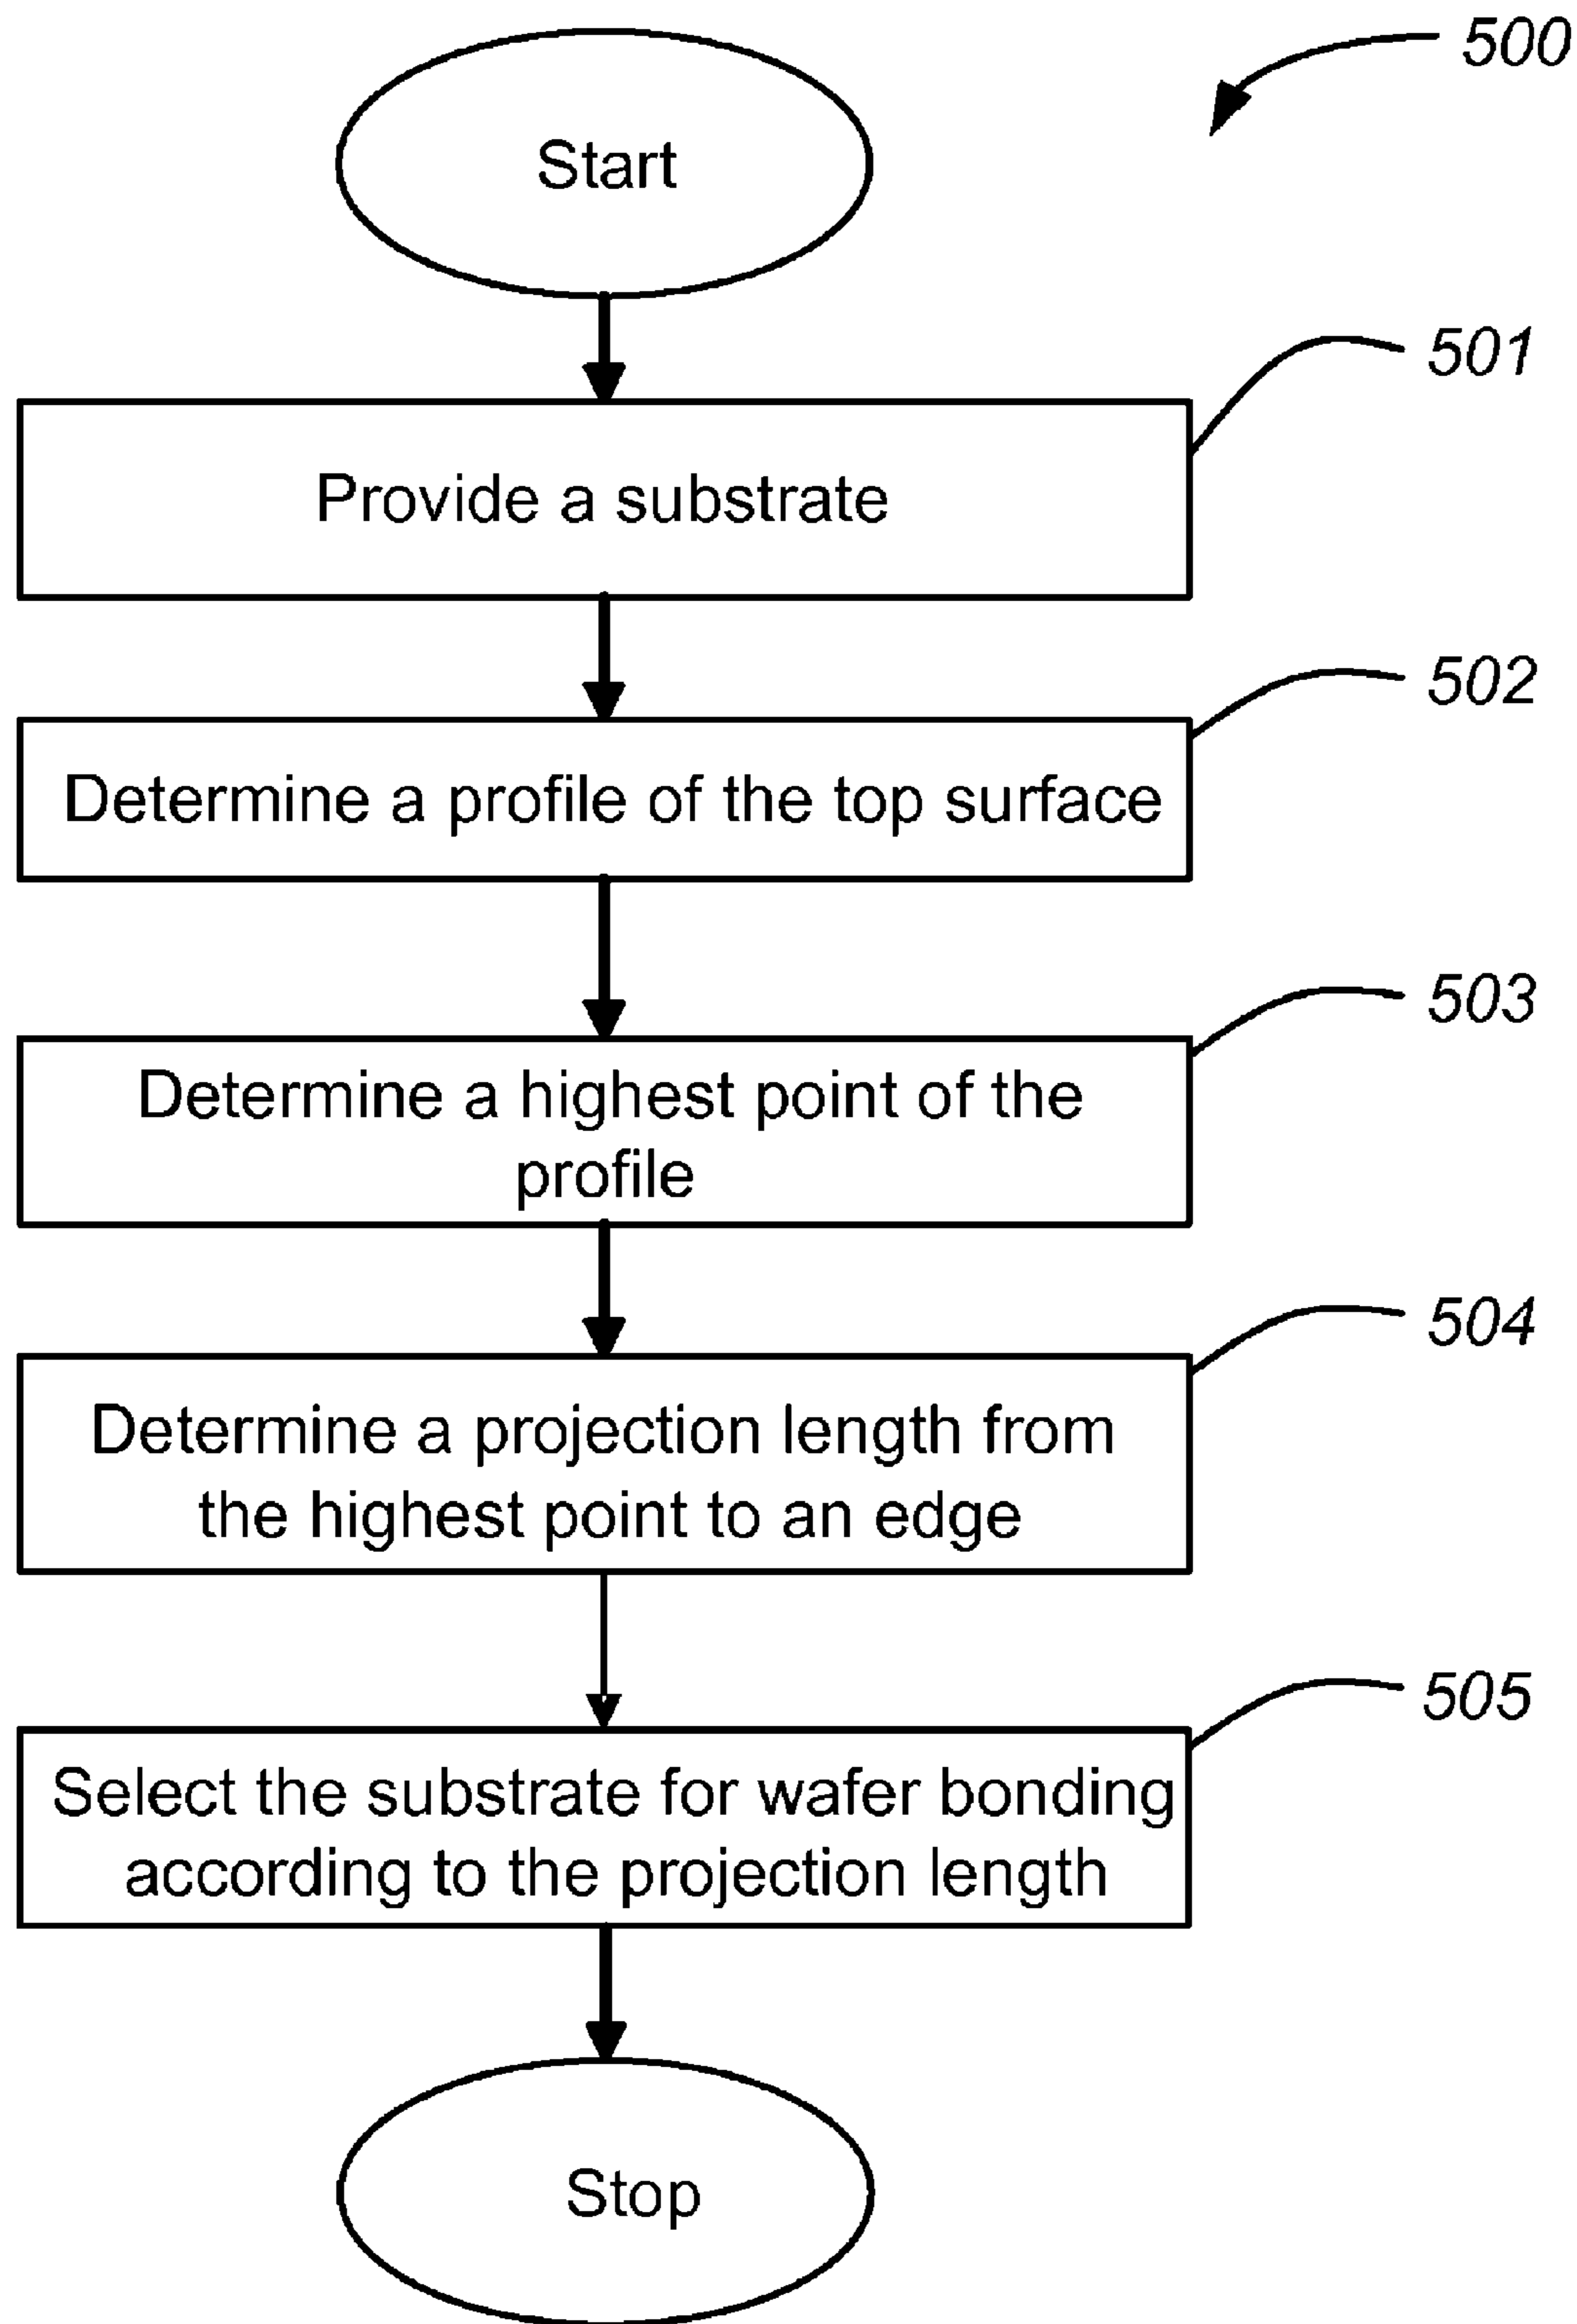 500
Start
501
Provide a substrate
502
Determine a profile of the top surface
503
Determine a highest point of the
profile
504
Determine a projection length from
the highest point to an edge
505
Select the substrate for wafer bonding
according to the projection length
Stop